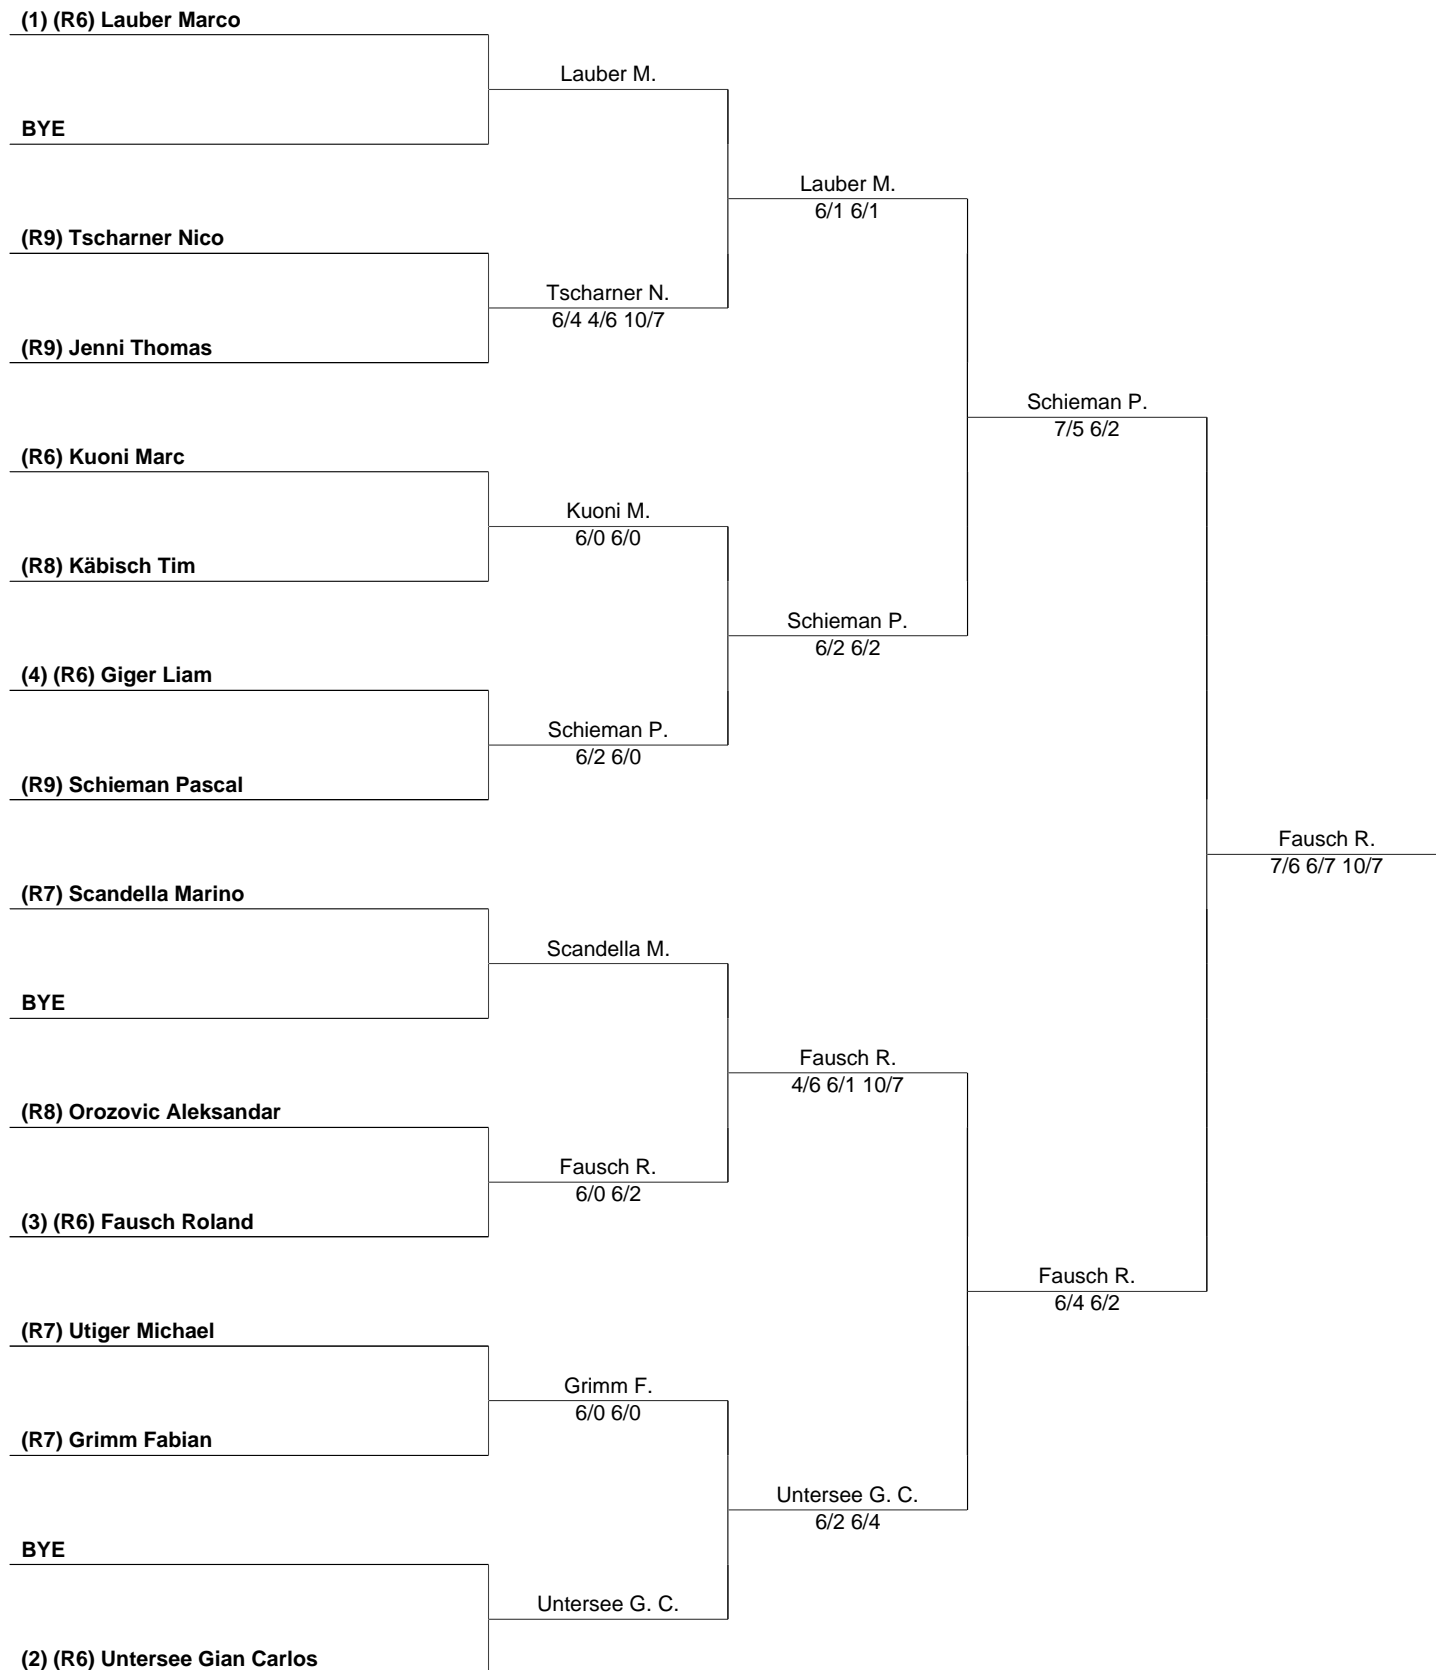 (1) (R6) Lauber Marco
Lauber M.
BYE
Lauber M.
6/1 6/1
(R9) Tscharner Nico
Tscharner N.
6/4 4/6 10/7
(R9) Jenni Thomas
Schieman P.
7/5 6/2
(R6) Kuoni Marc
Kuoni M.
6/0 6/0
(R8) Käbisch Tim
Schieman P.
6/2 6/2
(4) (R6) Giger Liam
Schieman P.
6/2 6/0
(R9) Schieman Pascal
Fausch R.
7/6 6/7 10/7
(R7) Scandella Marino
Scandella M.
BYE
Fausch R.
4/6 6/1 10/7
(R8) Orozovic Aleksandar
Fausch R.
6/0 6/2
(3) (R6) Fausch Roland
Fausch R.
6/4 6/2
(R7) Utiger Michael
Grimm F.
6/0 6/0
(R7) Grimm Fabian
Untersee G. C.
6/2 6/4
BYE
Untersee G. C.
(2) (R6) Untersee Gian Carlos